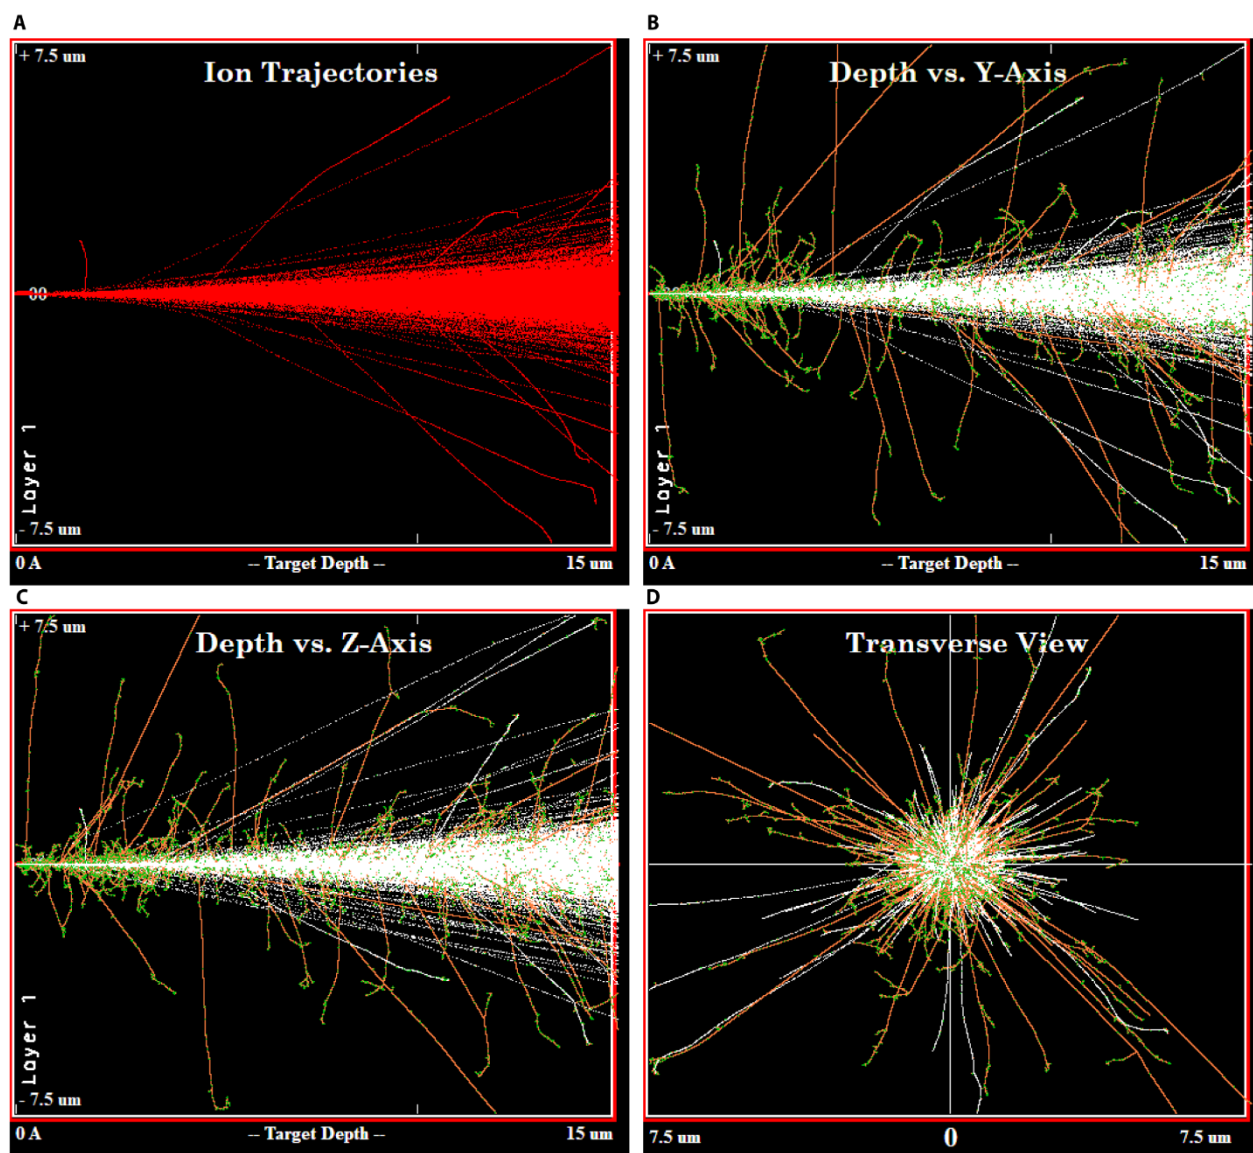 A
+ 7.5 um
Ion Trajectories
Layer 1
- 7.5 um
0 A -- Target Depth -- 15 um
B
+ 7.5 um
Depth vs. Y-Axis
Layer 1
- 7.5 um
0 A -- Target Depth -- 15 um
C
+ 7.5 um
Depth vs. Z-Axis
Layer 1
- 7.5 um
0 A -- Target Depth -- 15 um
D
Transverse View
7.5 um 0 7.5 um